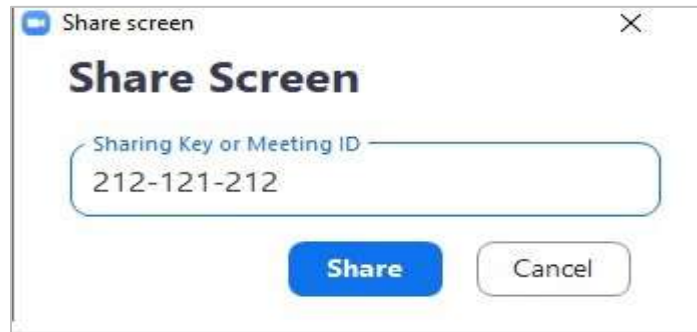 Share screen
Share Screen
Sharing Key or Meeting ID
212-121-212
Share Cancel